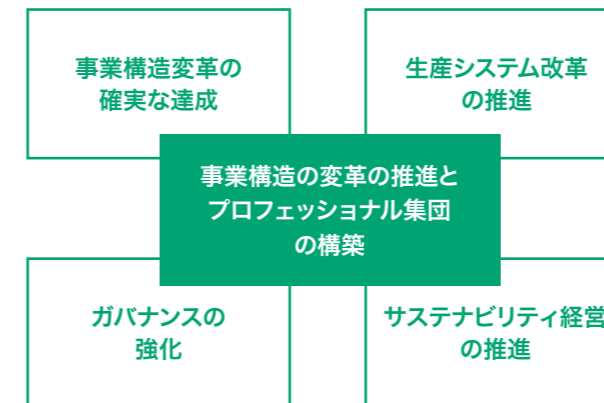 事業構造変革の
確実な達成
生産システム改革
の推進
事業構造の変革の推進と
プロフェッショナル集団
の構築
ガバナンスの
強化
サステナビリティ経営
の推進